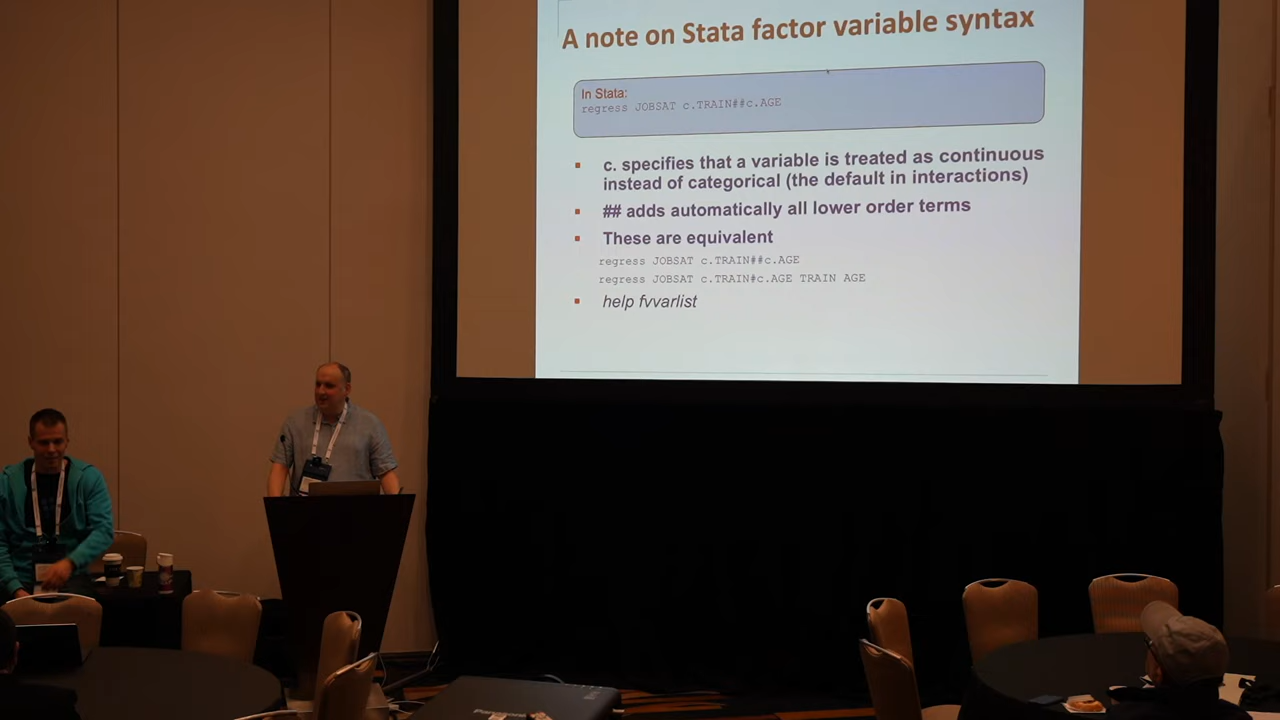 A note on Stata factor variable syntax
In Stata:
regress JOBSAT c.TRAIN##c.AGE
c. specifies that a variable is treated as continuous
instead of categorical (the default in interactions)
## adds automatically all lower order terms
These are equivalent
regress JOBSAT c.TRAIN##c.AGE
regress JOBSAT c.TRAIN#c.AGE TRAIN AGE
help fvvarlist